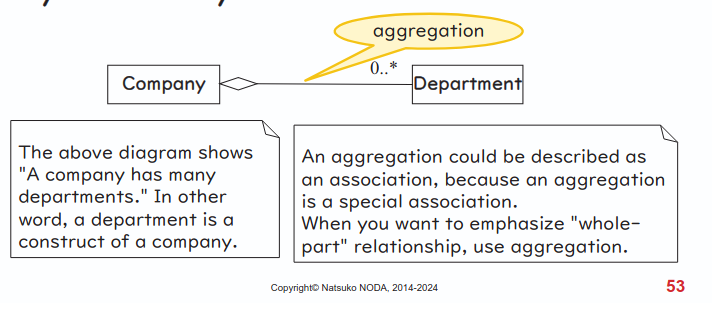 aggregation
0..*
Company
Department
The above diagram shows
"A company has many
departments." In other
word, a department is a
construct of a company.
An aggregation could be described as
an association, because an aggregation
is a special association.
When you want to emphasize "whole-
part" relationship, use aggregation.
Copyright© Natsuko NODA, 2014-2024
53